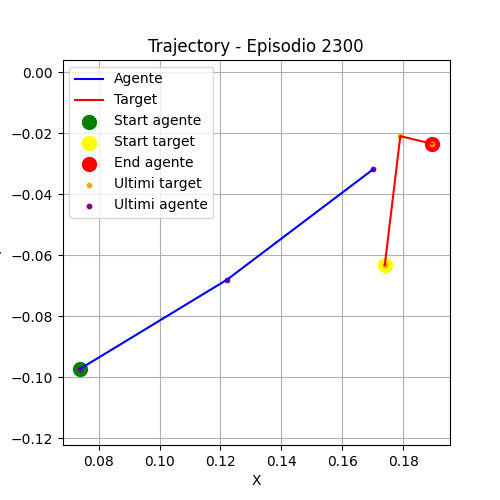 Trajectory - Episodio 2300
Agente
Target
Start agente
Start target
End agente
Ultimi target
Ultimi agente
0.00
−0.02
−0.04
−0.06
−0.08
−0.10
−0.12
0.08
0.10
0.12
0.14
0.16
0.18
X